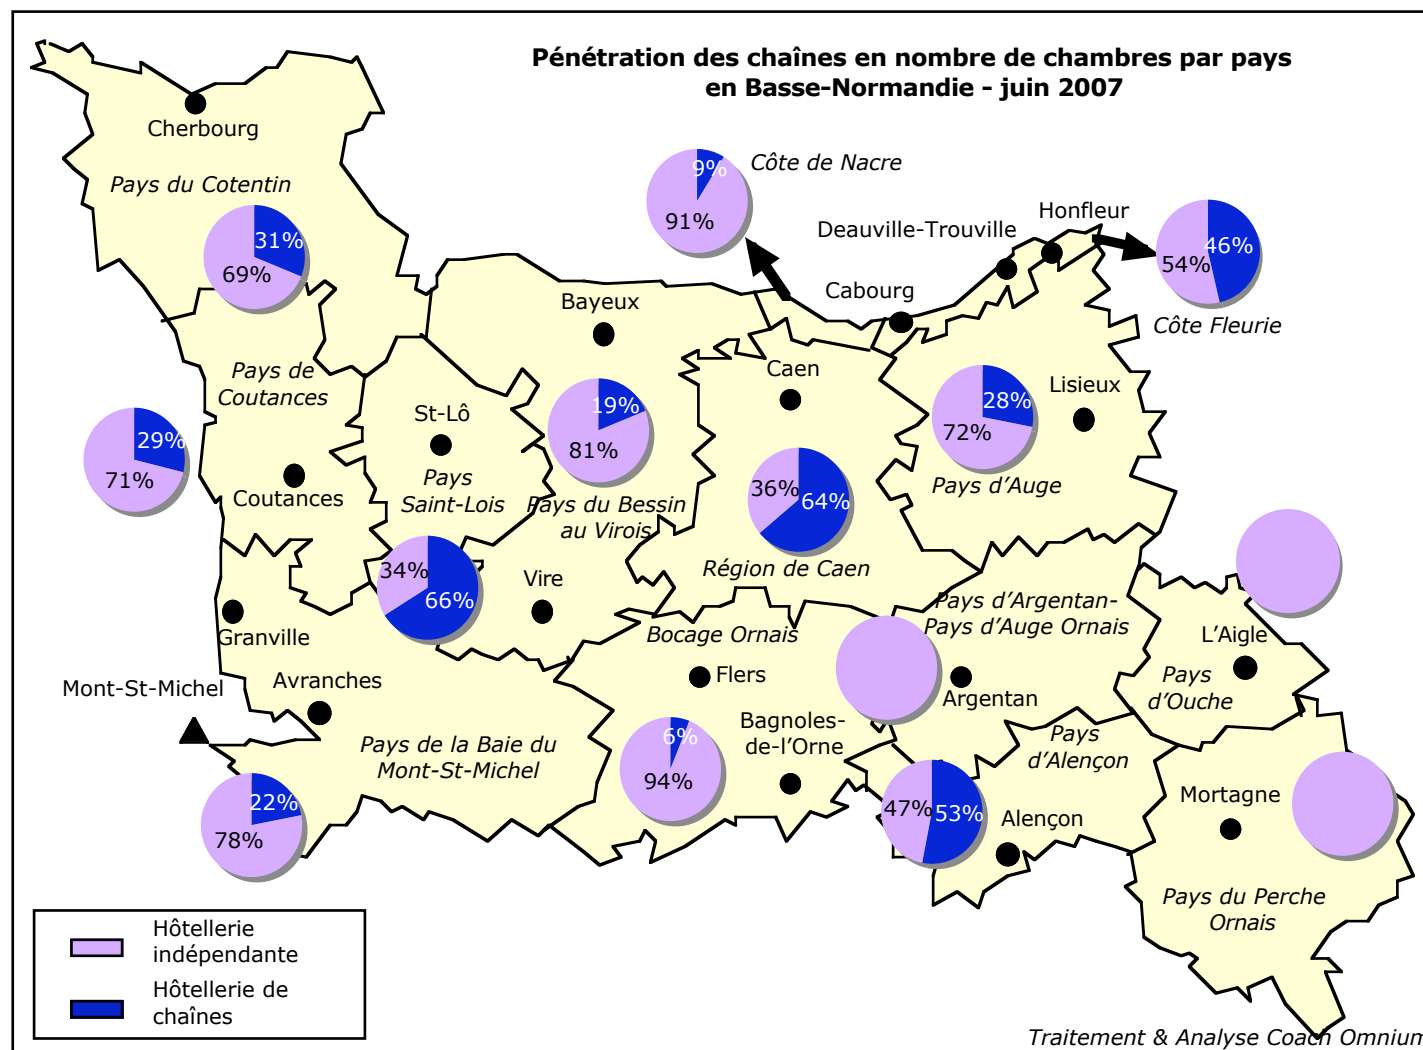 Pénétration des chaînes en nombre de chambres par pays
en Basse-Normandie - juin 2007
Cherbourg
Pays du Cotentin
31%
69%
Côte de Nacre
9%
91%
Honfleur
Deauville-Trouville
46%
54%
Côte Fleurie
Cabourg
Bayeux
Pays de
Coutances
29%
71%
Coutances
St-Lô
Pays
Saint-Lois
34%
66%
19%
81%
Pays du Bessin
au Virois
Vire
Caen
36%
64%
Région de Caen
Lisieux
28%
72%
Pays d’Auge
Granville
Mont-St-Michel
Avranches
Pays de la Baie du
Mont-St-Michel
22%
78%
Bocage Ornais
Flers
Bagnoles-
de-l’Orne
6%
94%
Pays d’Argentan-
Pays d’Auge Ornais
Argentan
L’Aigle
Pays
d’Ouche
Pays
d’Alençon
47%
53%
Alençon
Mortagne
Pays du Perche
Ornais
Hôtellerie
indépendante
Hôtellerie de
chaînes
Traitement & Analyse Coach Omnium